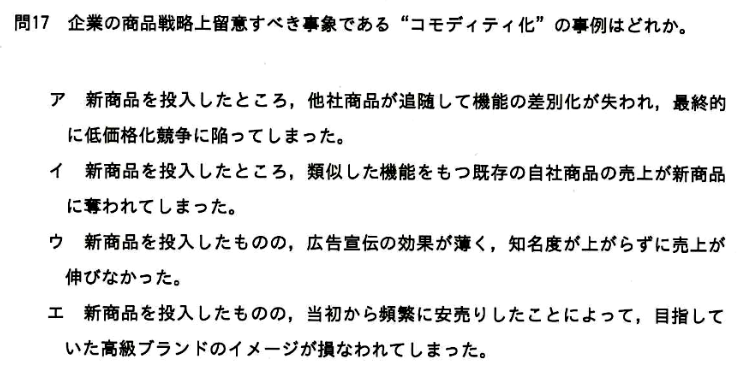 問17 企業の商品戦略上留意すべき事象である“コモディティ化”の事例はどれか。
ア 新商品を投入したところ，他社商品が追随して機能の差別化が失われ，最終的
に低価格化競争に陥ってしまった。
イ 新商品を投入したところ，類似した機能をもつ既存の自社商品の売上が新商品
に奪われてしまった。
ウ 新商品を投入したものの，広告宣伝の効果が薄く，知名度が上がらずに売上が
伸びなかった。
エ 新商品を投入したものの，当初から頻繁に安売りしたことによって，目指して
いた高級ブランドのイメージが損なわれてしまった。